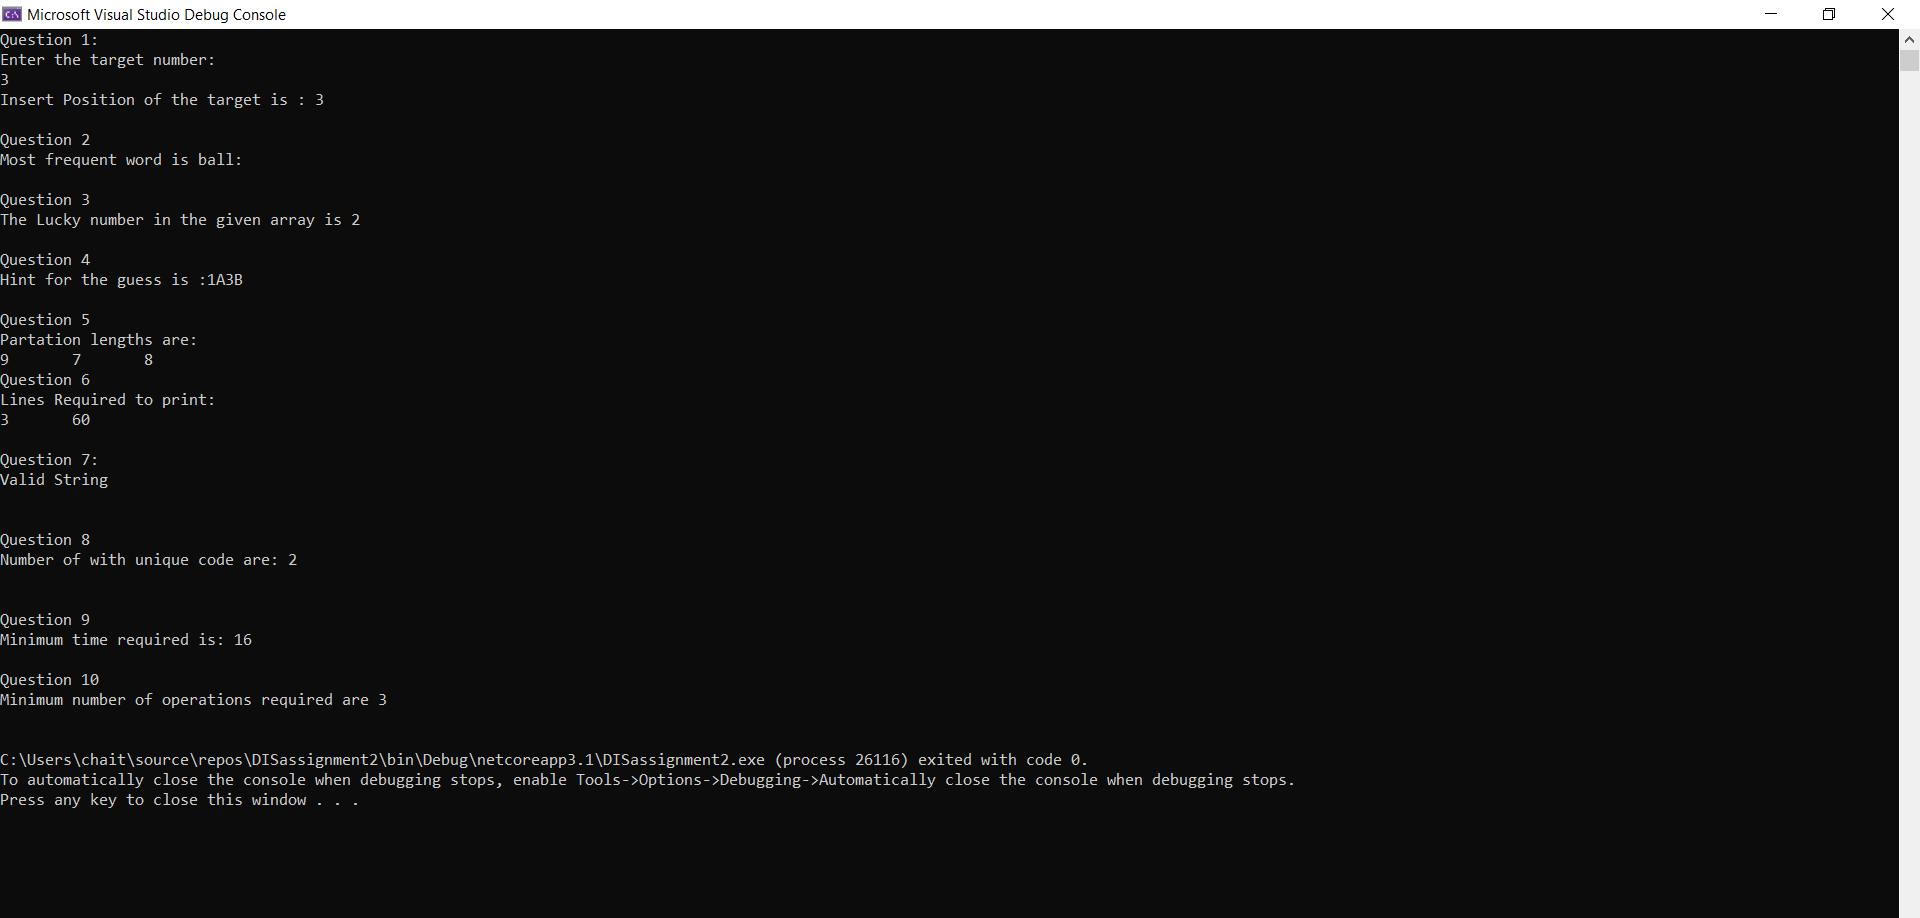 Microsoft Visual Studio Debug Console
Question 1:
Enter the target number:
3
Insert Position of the target is : 3
Question 2
Most frequent word is ball:
Question 3
The Lucky number in the given array is 2
Question 4
Hint for the guess is :1A3B
Question 5
Partation lengths are:
9       7       8
Question 6
Lines Required to print:
3       60
Question 7:
Valid String
Question 8
Number of with unique code are: 2
Question 9
Minimum time required is: 16
Question 10
Minimum number of operations required are 3
C:\Users\chait\source\repos\DISassignment2\bin\Debug\netcoreapp3.1\DISassignment2.exe (process 26116) exited with code 0.
To automatically close the console when debugging stops, enable Tools->Options->Debugging->Automatically close the console when debugging stops.
Press any key to close this window . . .